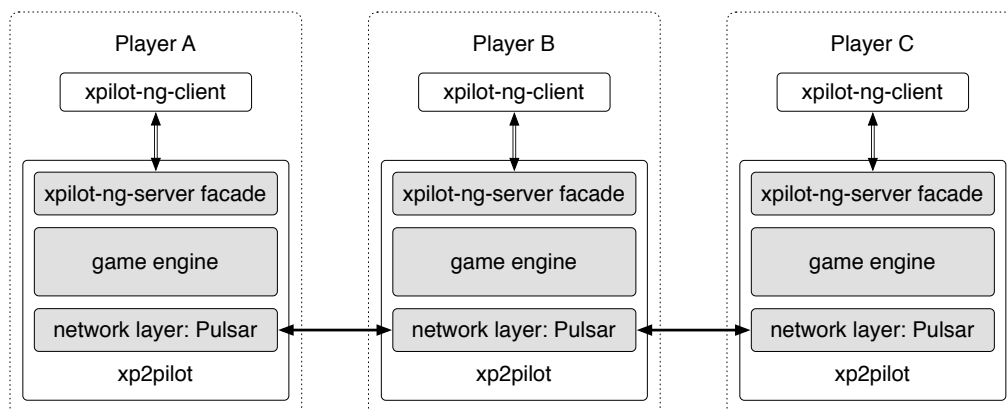 Player A
xpilot-ng-client
xpilot-ng-server facade
game engine
network layer: Pulsar
xp2pilot
Player B
xpilot-ng-client
xpilot-ng-server facade
game engine
network layer: Pulsar
xp2pilot
Player C
xpilot-ng-client
xpilot-ng-server facade
game engine
network layer: Pulsar
xp2pilot